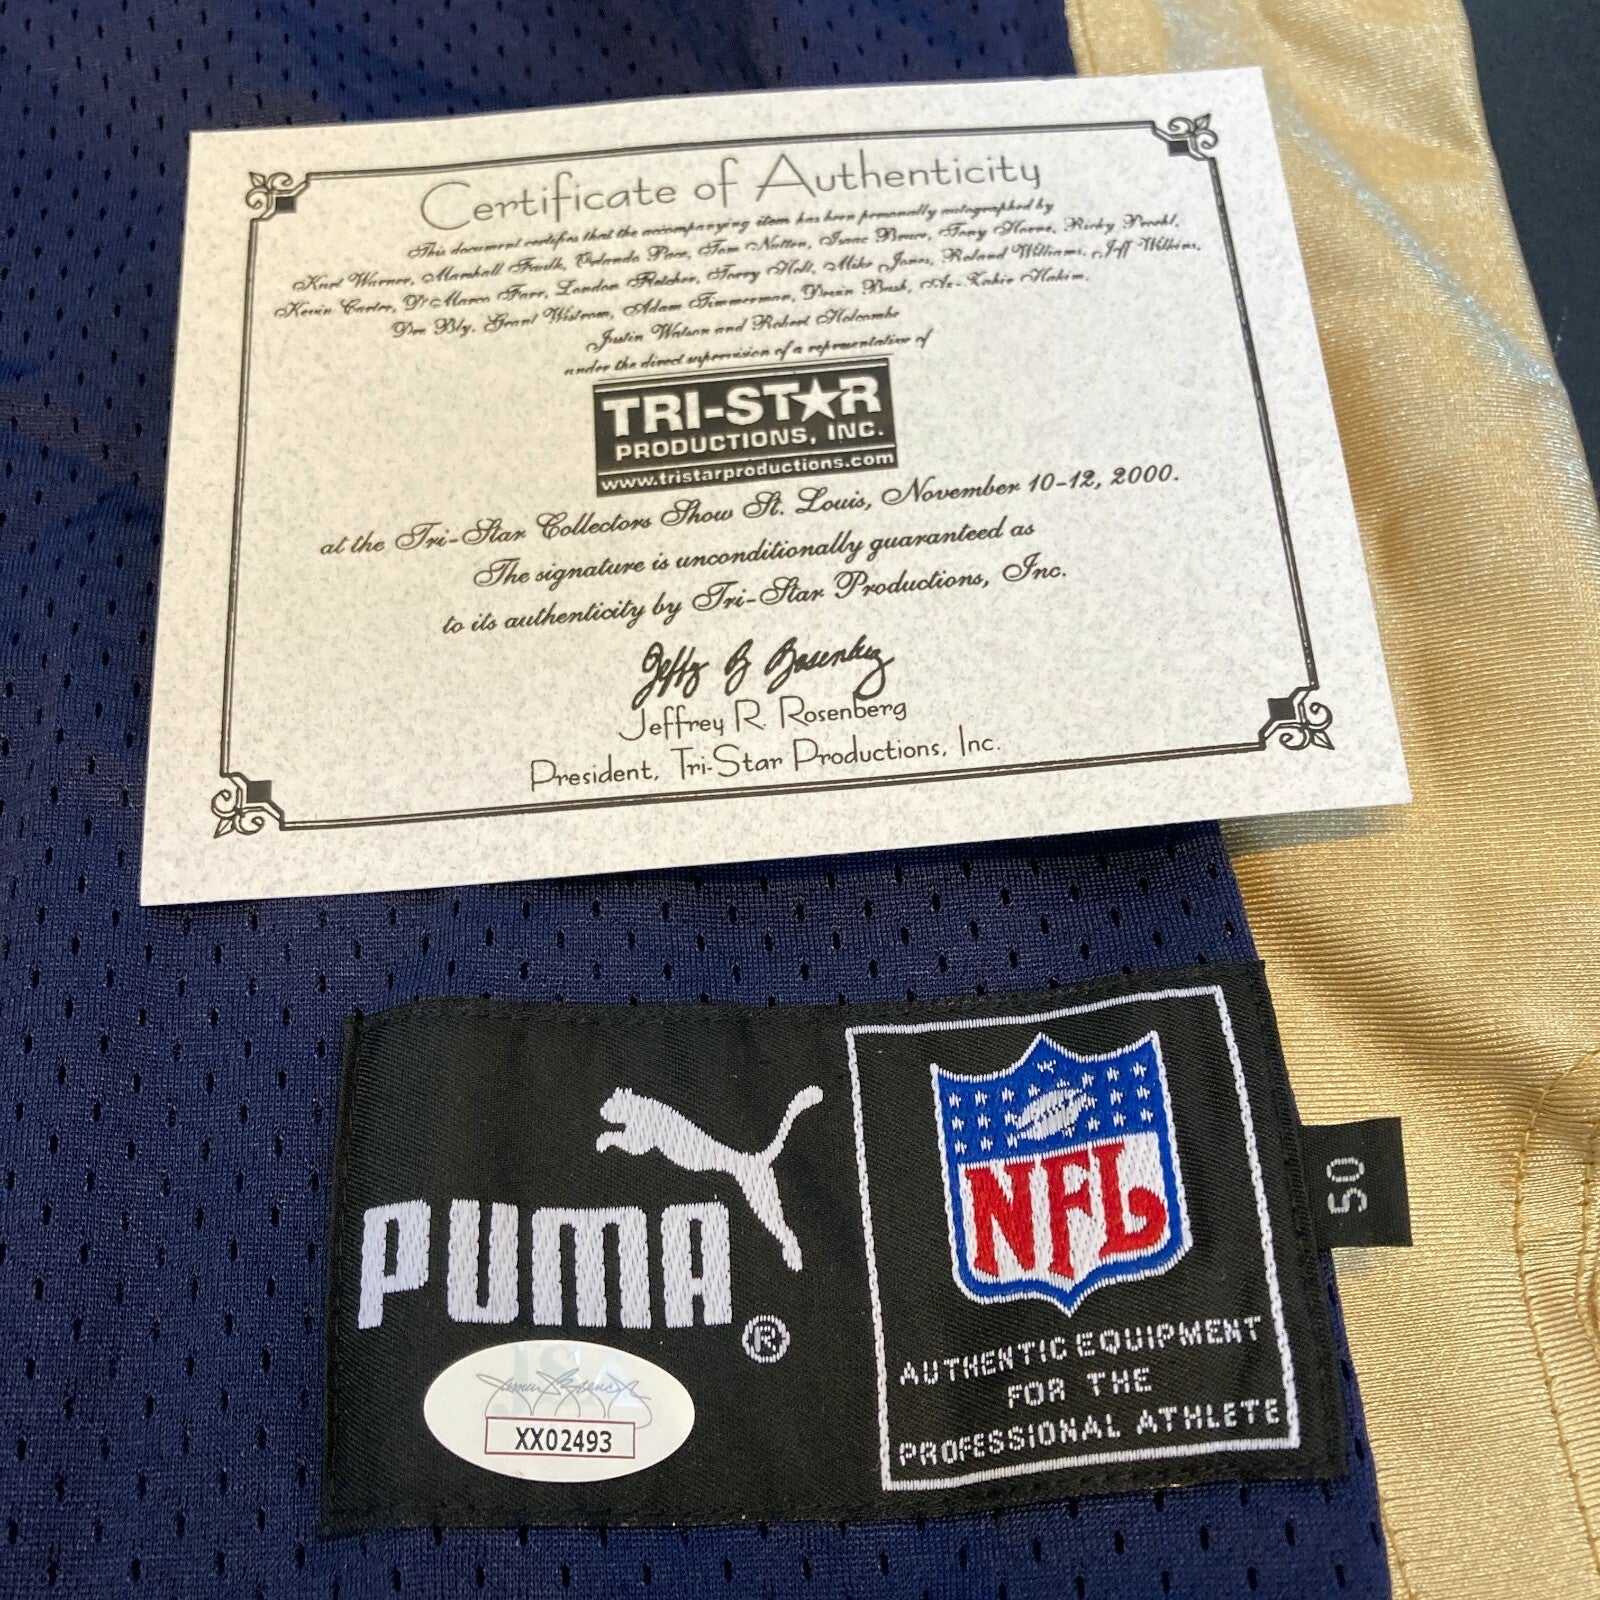 Certificate of Authenticity
This document certifies that the accompanying item has been personally autographed by
Kurt Warner, Marshall Faulk, Orlando Pace, Tom Nutten, Isaac Bruce, Tony Horne, Ricky Proehl,
Kevin Carter, D'Marco Farr, London Fletcher, Torry Holt, Mike Jones, Roland Williams, Jeff Wilkins,
Dre Bly, Grant Wistrom, Adam Timmerman, Devin Bush, Az-Zahir Hakim,
Justin Watson and Robert Holcombe
under the direct supervision of a representative of
TRI-STAR
PRODUCTIONS, INC.
www.tristarproductions.com
at the Tri-Star Collectors Show St. Louis, November 10-12, 2000.
The signature is unconditionally guaranteed as
to its authenticity by Tri-Star Productions, Inc.
Jeffrey R. Rosenberg
President, Tri-Star Productions, Inc.
PUMA®
NFL
AUTHENTIC EQUIPMENT
FOR THE
PROFESSIONAL ATHLETE
50
JSA
XX02493